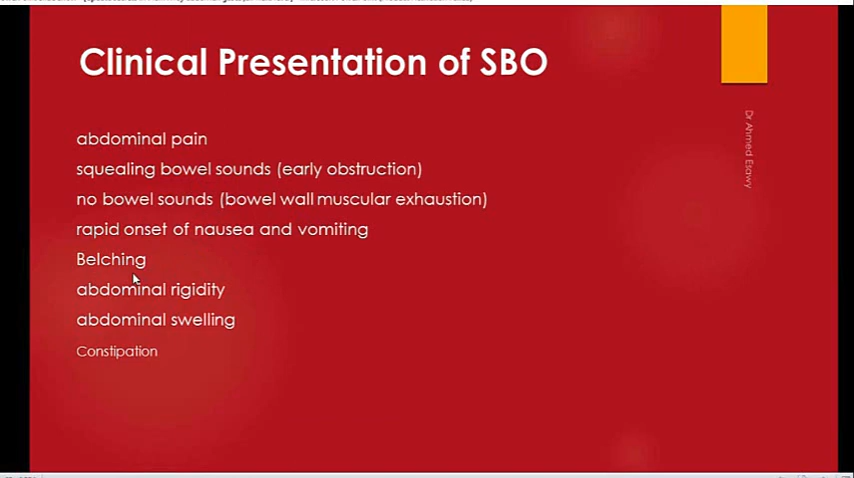 Clinical Presentation of SBO
abdominal pain
squealing bowel sounds (early obstruction)
no bowel sounds (bowel wall muscular exhaustion)
rapid onset of nausea and vomiting
Belching
abdominal rigidity
abdominal swelling
Constipation
Dr Ahmed Esawy